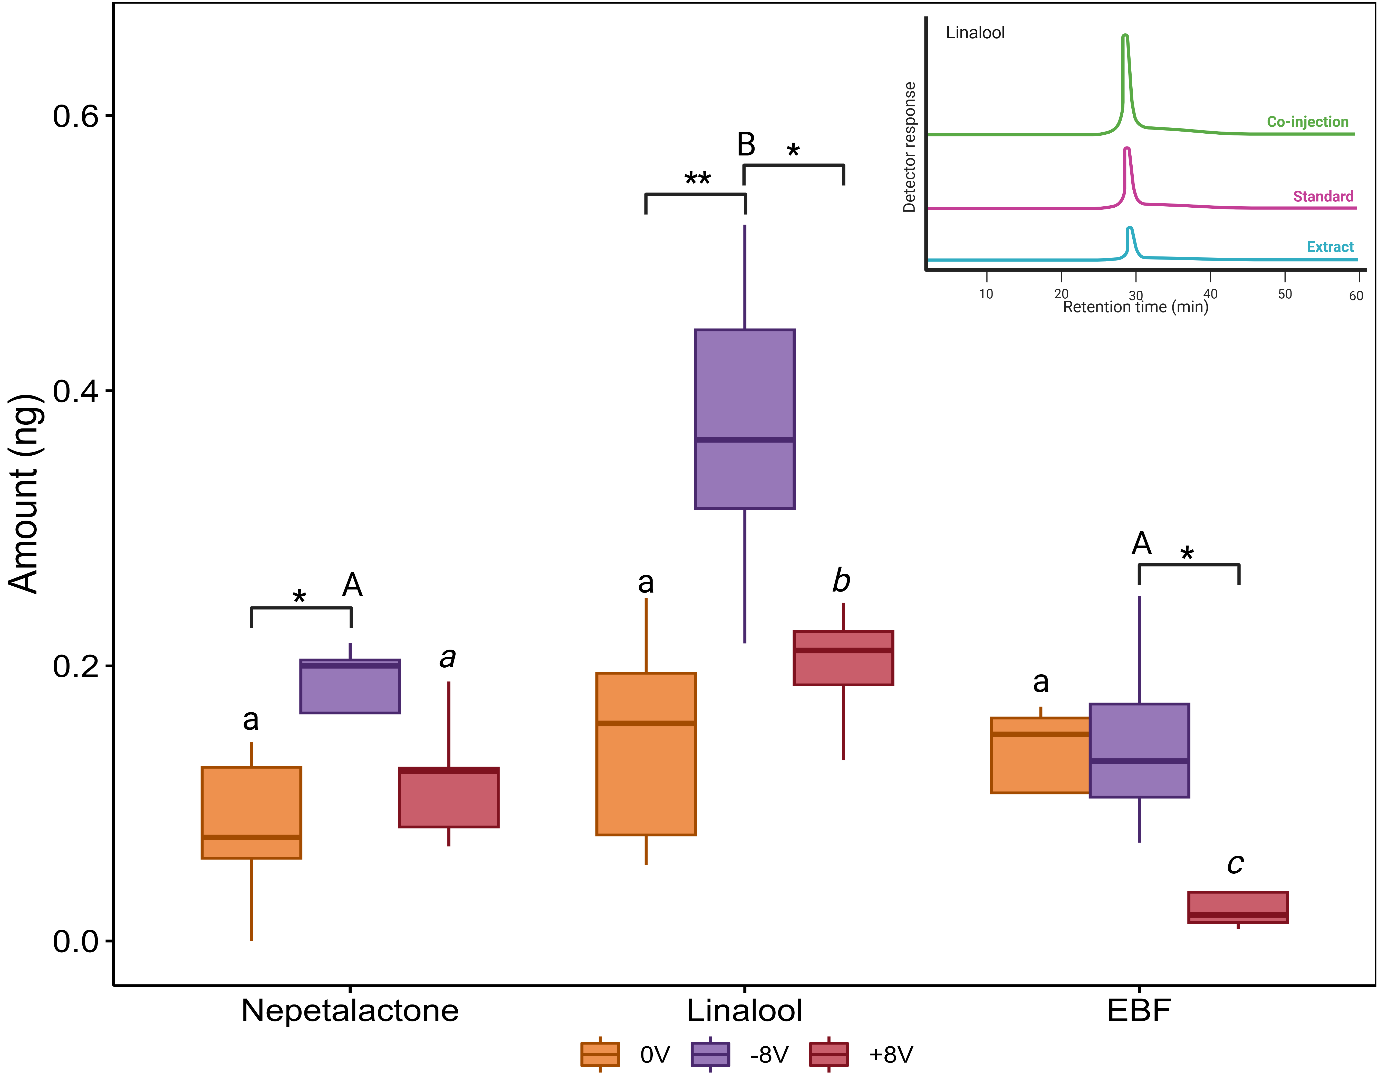 Linalool
Detector response
Co-injection
Standard
Extract
10 20 30 40 50 60
Retention time (min)
Amount (ng)
0.6
0.4
0.2
0.0
a * A a
a ** B * b
a A * c
Nepetalactone Linalool EBF
0V -8V +8V